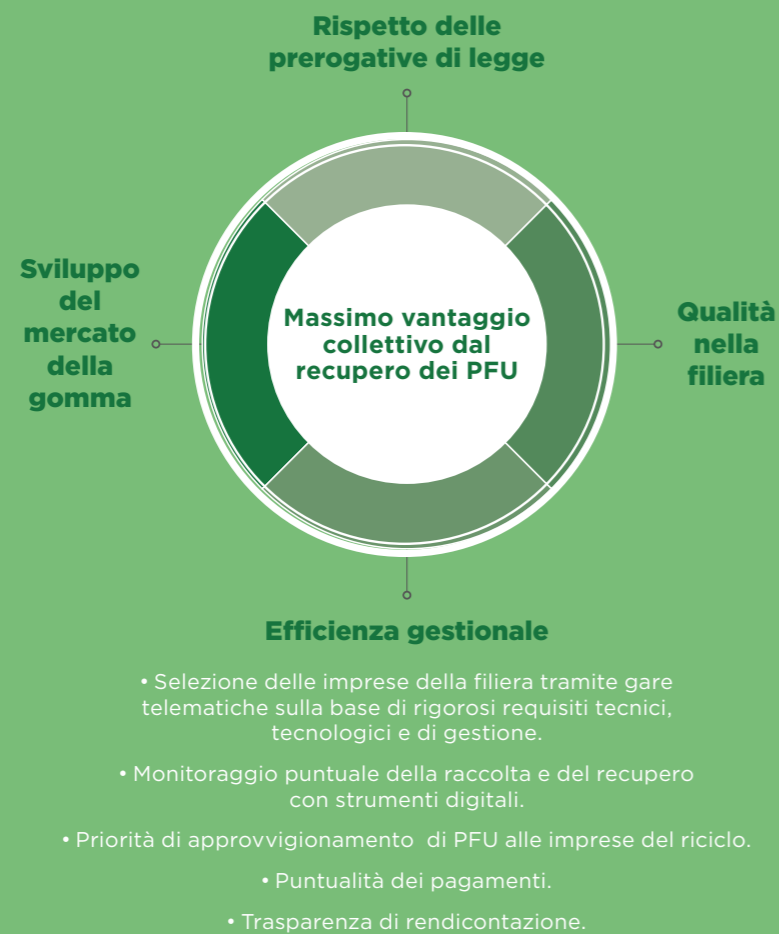 Rispetto delle
prerogative di legge
Sviluppo
del
mercato
della
gomma
Massimo vantaggio
collettivo dal
recupero dei PFU
Qualità
nella
filiera
Efficienza gestionale
• Selezione delle imprese della filiera tramite gare
telematiche sulla base di rigorosi requisiti tecnici,
tecnologici e di gestione.
• Monitoraggio puntuale della raccolta e del recupero
con strumenti digitali.
• Priorità di approvvigionamento  di PFU alle imprese del riciclo.
• Puntualità dei pagamenti.
• Trasparenza di rendicontazione.